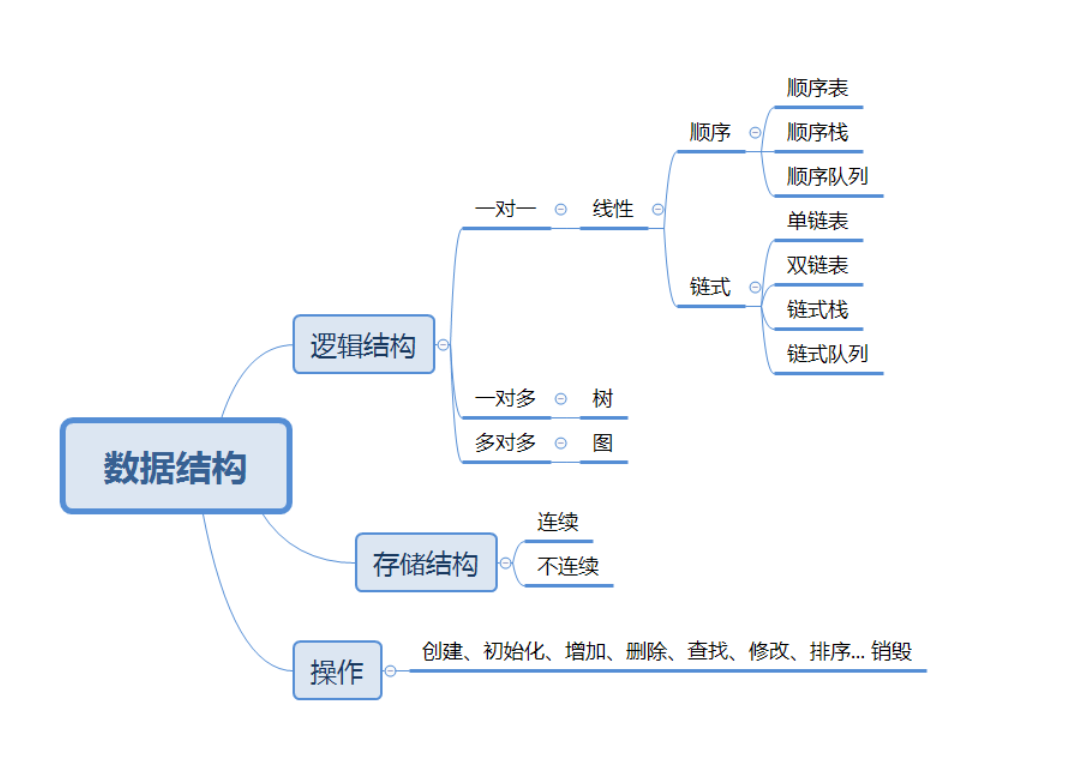 数据结构
逻辑结构
一对一
线性
顺序
顺序表
顺序栈
顺序队列
链式
单链表
双链表
链式栈
链式队列
一对多
树
多对多
图
存储结构
连续
不连续
操作
创建、初始化、增加、删除、查找、修改、排序... 销毁